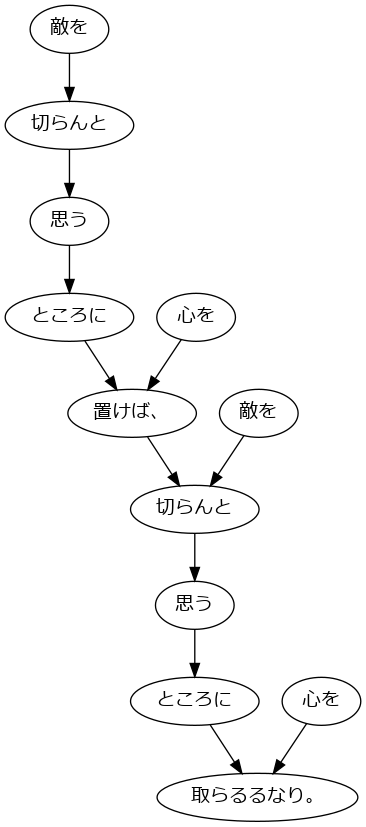 敵を
切らんと
思う
ところに
心を
置けば、
敵を
切らんと
思う
ところに
心を
取らるるなり。